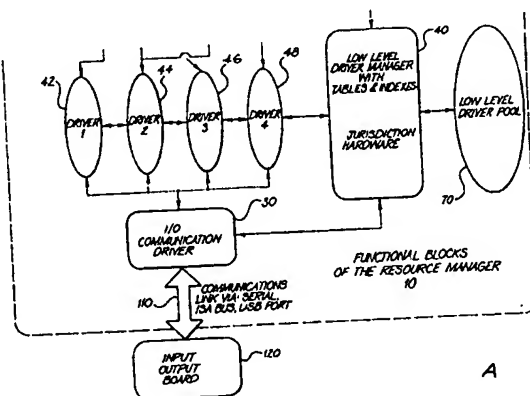 42
44
46
48
40
DRIVER
1
DRIVER
2
DRIVER
3
DRIVER
4
LOW LEVEL
DRIVER MANAGER
WITH
TABLES & INDEXES
JURISDICTION
HARDWARE
LOW LEVEL
DRIVER POOL
70
I/O
COMMUNICATION
DRIVER
30
FUNCTIONAL BLOCKS
OF THE RESOURCE MANAGER
10
110
COMMUNICATIONS
LINK VIA: SERIAL,
ISA BUS, USB PORT
INPUT
OUTPUT
BOARD
120
A